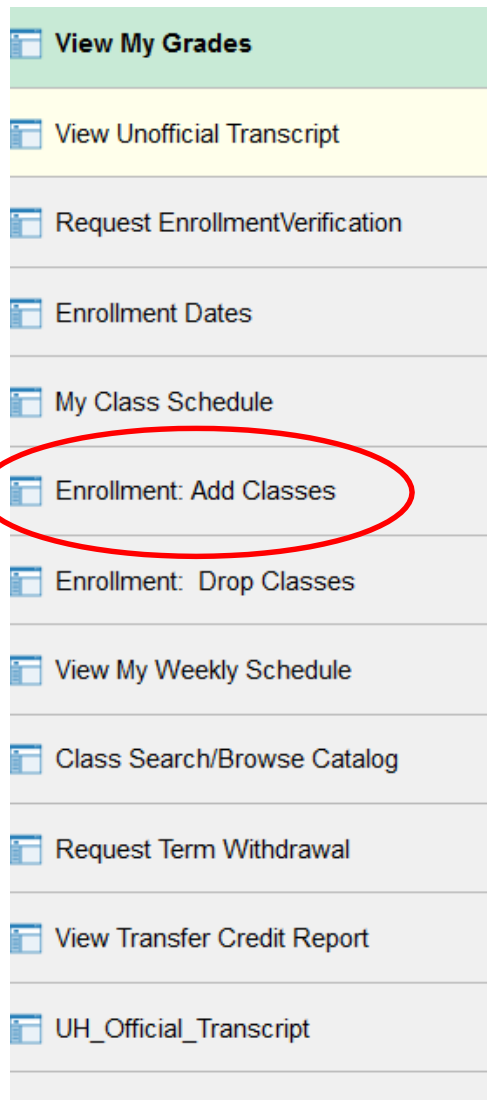 View My Grades
View Unofficial Transcript
Request EnrollmentVerification
Enrollment Dates
My Class Schedule
Enrollment: Add Classes
Enrollment:  Drop Classes
View My Weekly Schedule
Class Search/Browse Catalog
Request Term Withdrawal
View Transfer Credit Report
UH_Official_Transcript